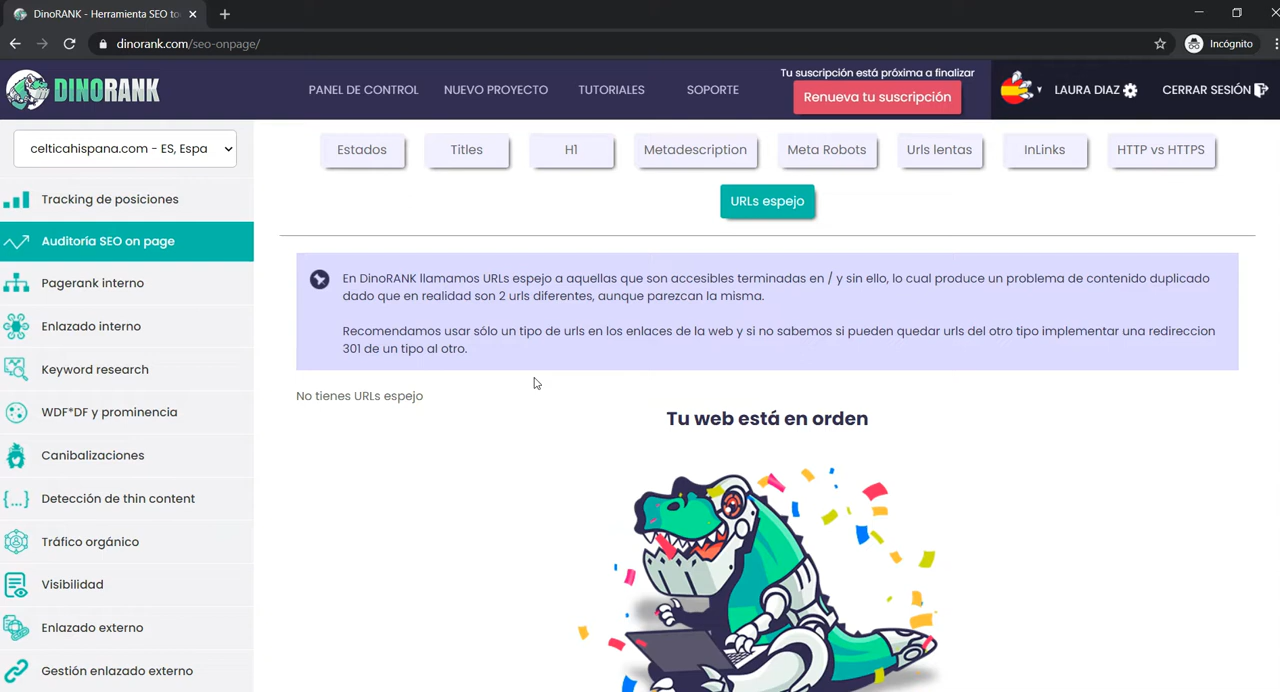 DinoRANK - Herramienta SEO to
dinorank.com/seo-onpage/
Incógnito
DINORANK
PANEL DE CONTROL
NUEVO PROYECTO
TUTORIALES
SOPORTE
Tu suscripción está próxima a finalizar
Renueva tu suscripción
LAURA DIAZ
CERRAR SESIÓN
celticahispana.com - ES, Espa
Tracking de posiciones
Auditoría SEO on page
Pagerank interno
Enlazado interno
Keyword research
WDF*DF y prominencia
Canibalizaciones
Detección de thin content
Tráfico orgánico
Visibilidad
Enlazado externo
Gestión enlazado externo
Estados
Titles
H1
Metadescription
Meta Robots
Urls lentas
InLinks
HTTP vs HTTPS
URLs espejo
En DinoRANK llamamos URLs espejo a aquellas que son accesibles terminadas en / y sin ello, lo cual produce un problema de contenido duplicado
dado que en realidad son 2 urls diferentes, aunque parezcan la misma.
Recomendamos usar sólo un tipo de urls en los enlaces de la web y si no sabemos si pueden quedar urls del otro tipo implementar una redireccion
301 de un tipo al otro.
No tienes URLs espejo
Tu web está en orden